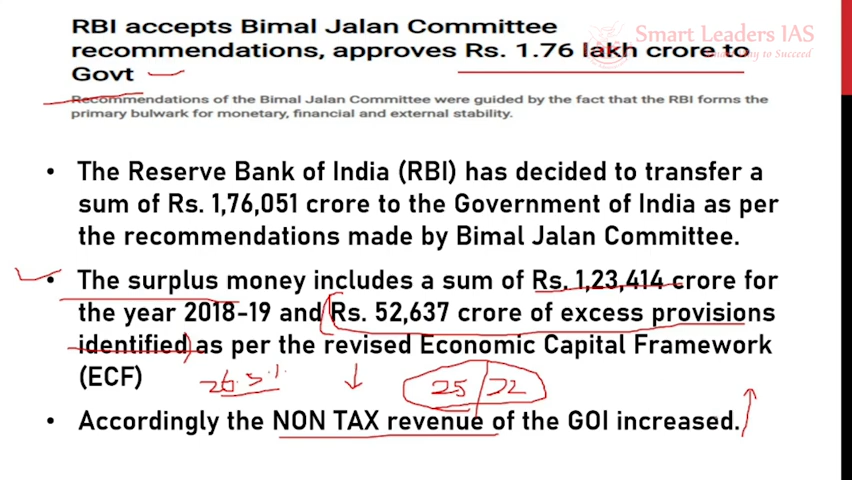 Smart Leaders IAS
RBI accepts Bimal Jalan Committee
recommendations, approves Rs. 1.76 lakh crore to
Govt
Recommendations of the Bimal Jalan Committee were guided by the fact that the RBI forms the
primary bulwark for monetary, financial and external stability.
• The Reserve Bank of India (RBI) has decided to transfer a
sum of Rs. 1,76,051 crore to the Government of India as per
the recommendations made by Bimal Jalan Committee.
• The surplus money includes a sum of Rs. 1,23,414 crore for
the year 2018-19 and Rs. 52,637 crore of excess provisions
identified as per the revised Economic Capital Framework
(ECF)
• Accordingly the NON TAX revenue of the GOI increased.